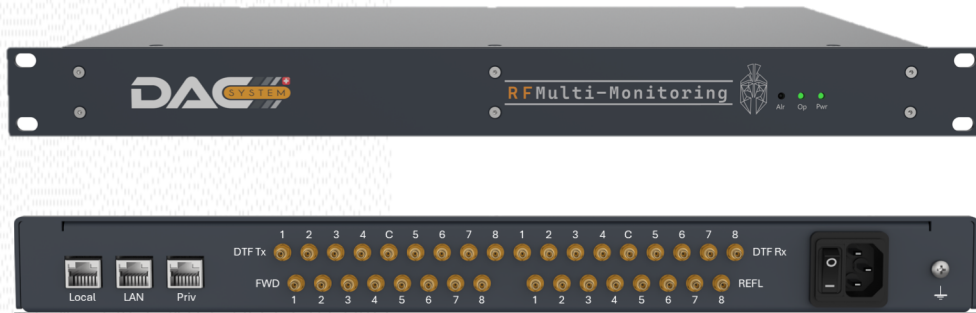 DAC
SYSTEM
RFMulti-Monitoring
Alr Op Pwr
1 2 3 4 C 5 6 7 8 1 2 3 4 C 5 6 7 8
DTF Tx DTF Rx
FWD REFL
1 2 3 4 5 6 7 8 1 2 3 4 5 6 7 8
Local LAN Priv
O
I